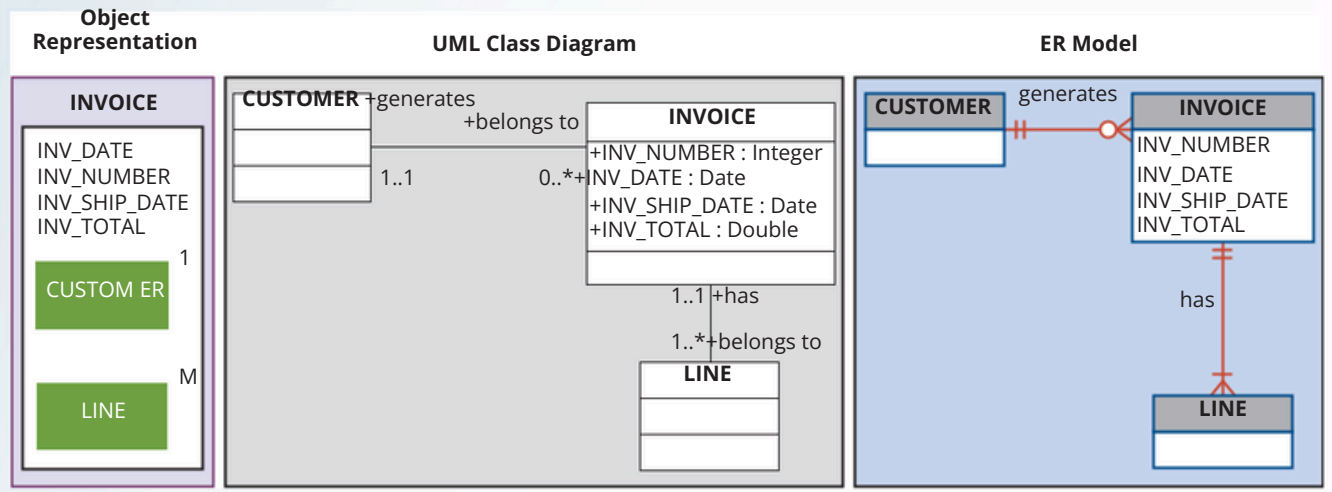 Object
Representation
UML Class Diagram
ER Model
INVOICE
INV_DATE
INV_NUMBER
INV_SHIP_DATE
INV_TOTAL
1
CUSTOM ER
M
LINE
CUSTOMER
+generates
+belongs to
1..1
0..*
INVOICE
+INV_NUMBER : Integer
+INV_DATE : Date
+INV_SHIP_DATE : Date
+INV_TOTAL : Double
1..1 +has
1..*+belongs to
LINE
CUSTOMER
generates
INVOICE
INV_NUMBER
INV_DATE
INV_SHIP_DATE
INV_TOTAL
has
LINE